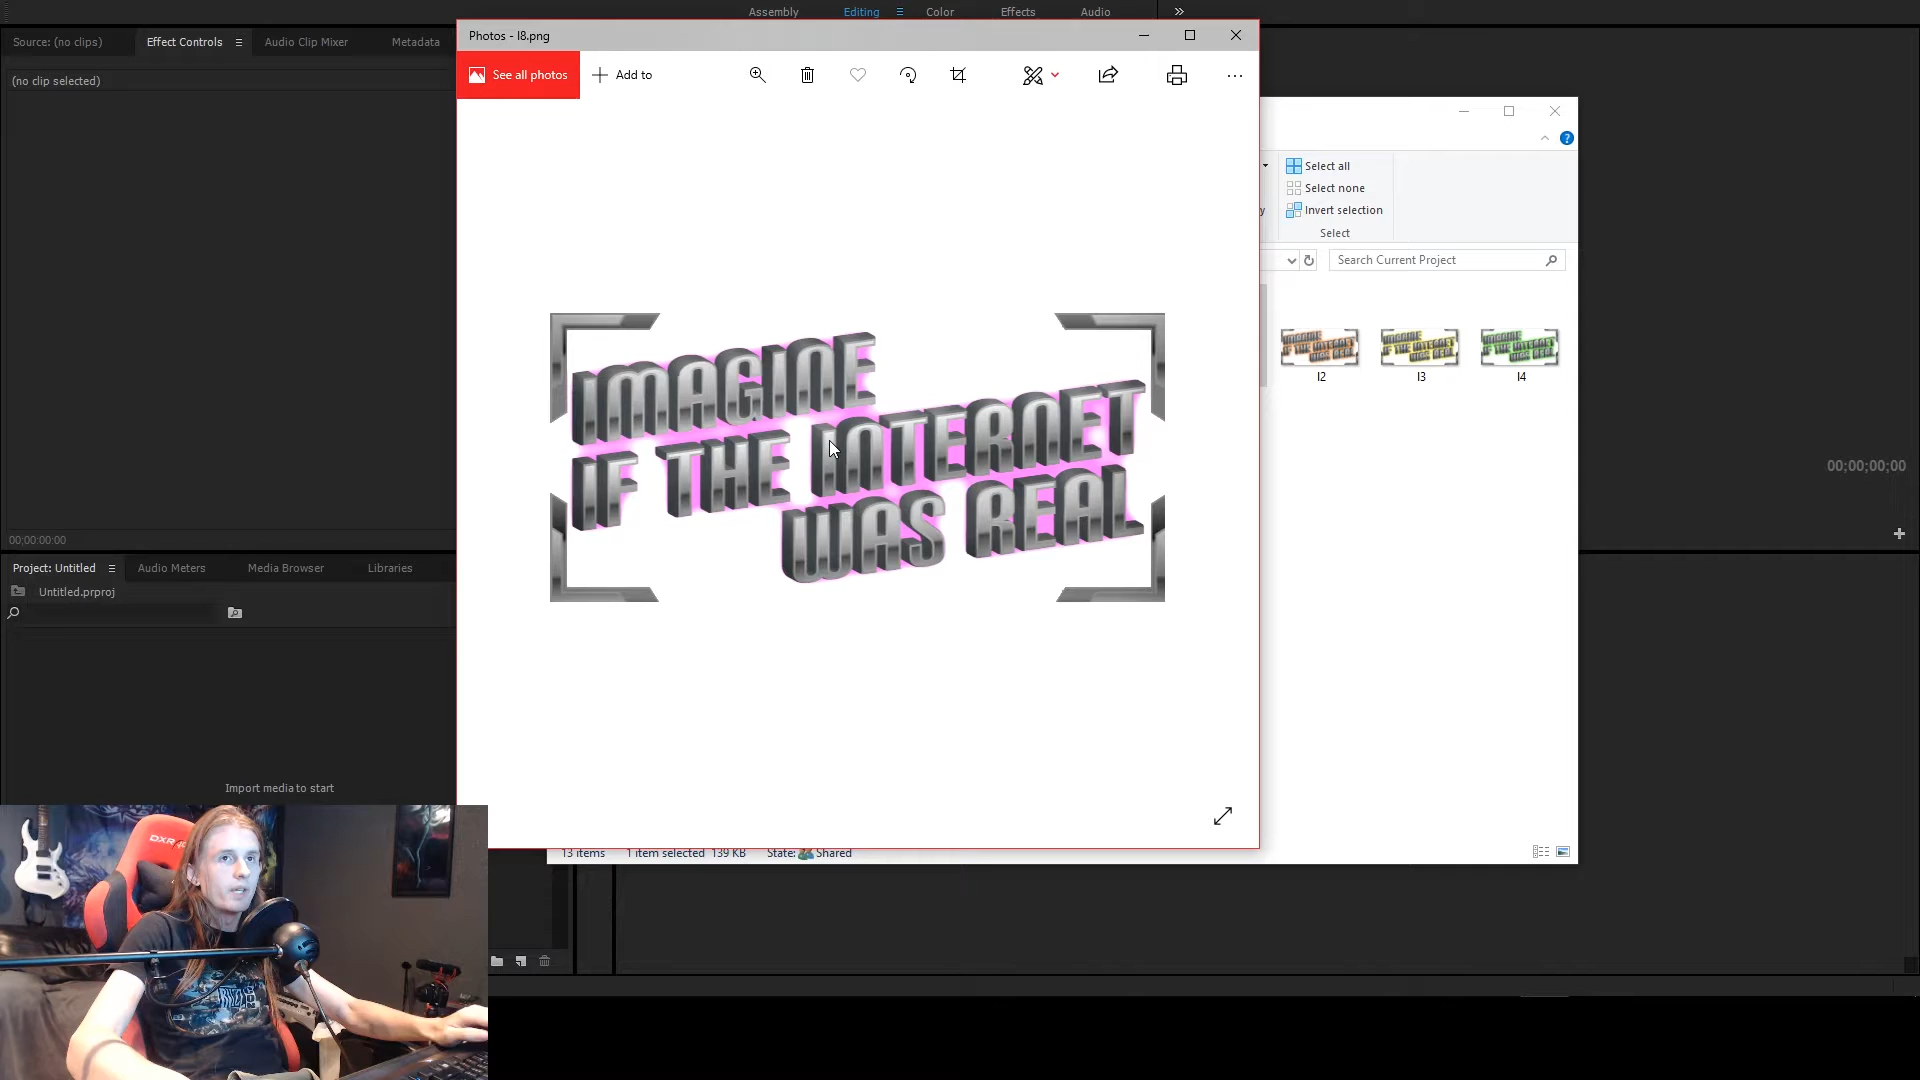 Assembly
Editing
Color
Effects
Audio
Source: (no clips)
Effect Controls
Audio Clip Mixer
Metadata
(no clip selected)
00;00;00;00
Project: Untitled
Audio Meters
Media Browser
Libraries
Untitled.prproj
Import media to start
Photos - I8.png
See all photos
Add to
IMAGINE
IF THE INTERNET
WAS REAL
Select all
Select none
Invert selection
Select
Search Current Project
I2
I3
I4
00;00;00;00
13 items
1 item selected 139 KB
State: Shared
DXR